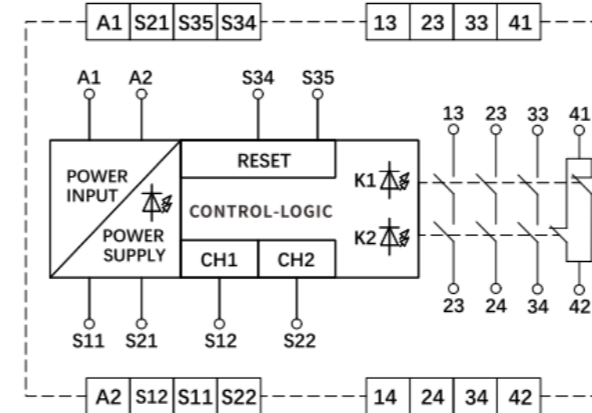 A1 S21 S35 S34 13 23 33 41
A1 A2 S34 S35
13 23 33 41
POWER INPUT
RESET
K1
CONTROL-LOGIC
POWER SUPPLY
K2
CH1 CH2
23 24 34 42
S11 S21 S12 S22
A2 S12 S11 S22 14 24 34 42